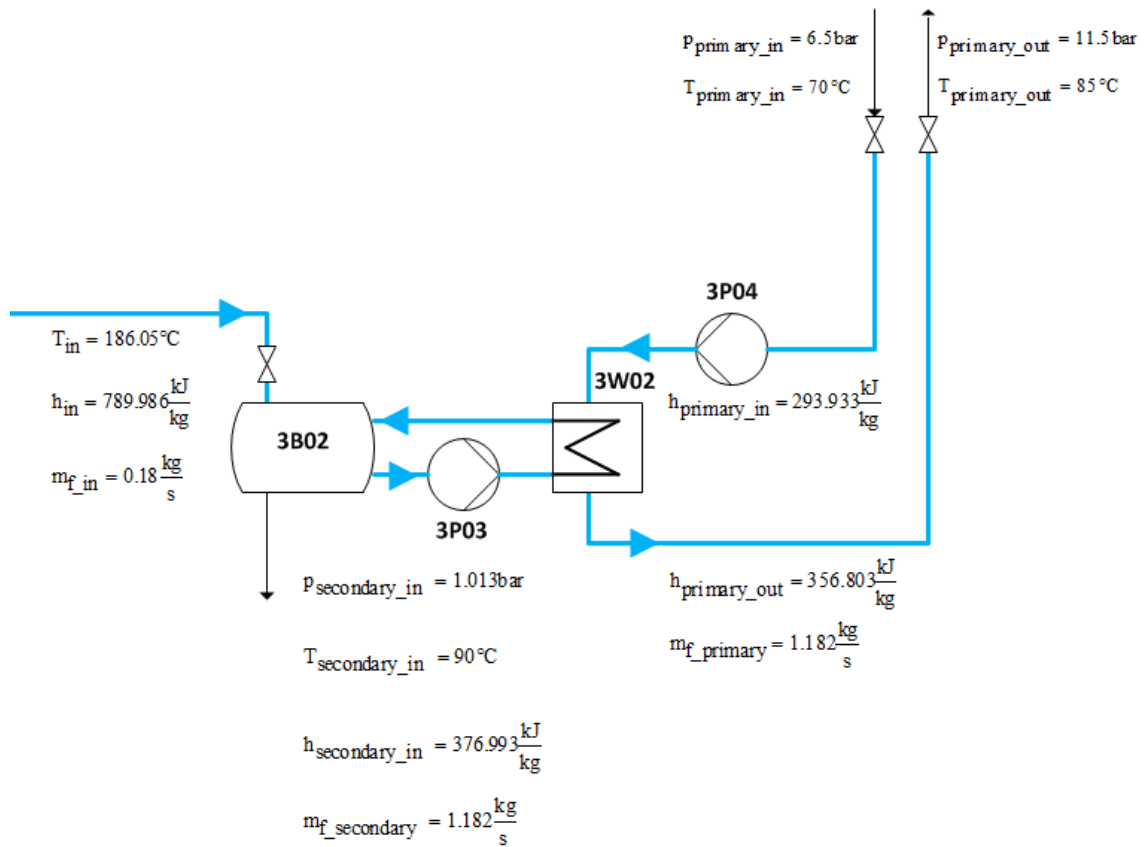 p_primary_in = 6.5bar
p_primary_out = 11.5bar
T_primary_in = 70°C
T_primary_out = 85°C
3P04
T_in = 186.05°C
3W02
h_in = 789.986 kJ/kg
h_primary_in = 293.933 kJ/kg
3B02
m_f_in = 0.18 kg/s
3P03
p_secondary_in = 1.013bar
h_primary_out = 356.803 kJ/kg
T_secondary_in = 90°C
m_f_primary = 1.182 kg/s
h_secondary_in = 376.993 kJ/kg
m_f_secondary = 1.182 kg/s